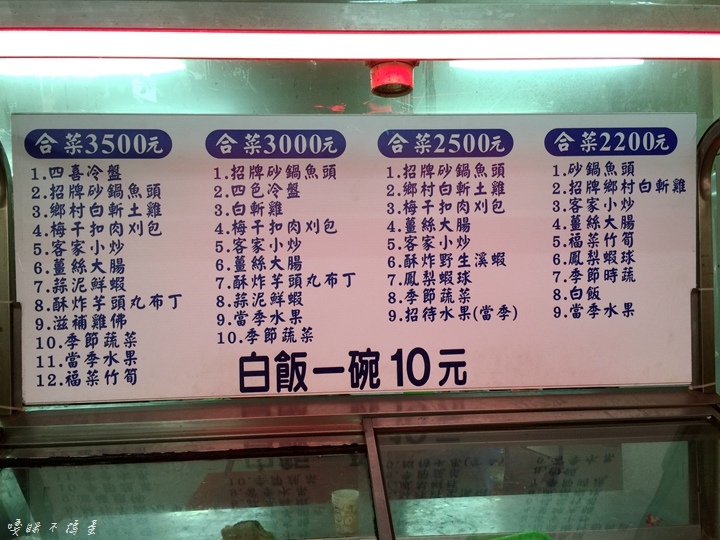 合菜3500元
1.四喜冷盤
2.招牌砂鍋魚頭
3.鄉村白斬土雞
4.梅干扣肉刈包
5.客家小炒
6.薑絲大腸
7.蒜泥鮮蝦
8.酥炸芋頭丸布丁
9.滋補雞佛
10.季節蔬菜
11.當季水果
12.福菜竹筍
合菜3000元
1.招牌砂鍋魚頭
2.四色冷盤
3.白斬雞
4.梅干扣肉刈包
5.客家小炒
6.薑絲大腸
7.酥炸芋頭丸布丁
8.蒜泥鮮蝦
9.當季水果
10.季節蔬菜
合菜2500元
1.招牌砂鍋魚頭
2.鄉村白斬土雞
3.梅干扣肉刈包
4.薑絲大腸
5.客家小炒
6.酥炸野生溪蝦
7.鳳梨蝦球
8.季節蔬菜
9.招待水果(當季)
合菜2200元
1.砂鍋魚頭
2.招牌鄉村白斬雞
3.客家小炒
4.薑絲大腸
5.福菜竹筍
6.鳳梨蝦球
7.季節時蔬
8.白飯
9.當季水果
白飯一碗10元